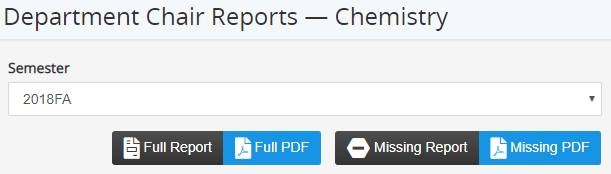 Department Chair Reports — Chemistry
Semester
2018FA
Full Report Full PDF Missing Report Missing PDF